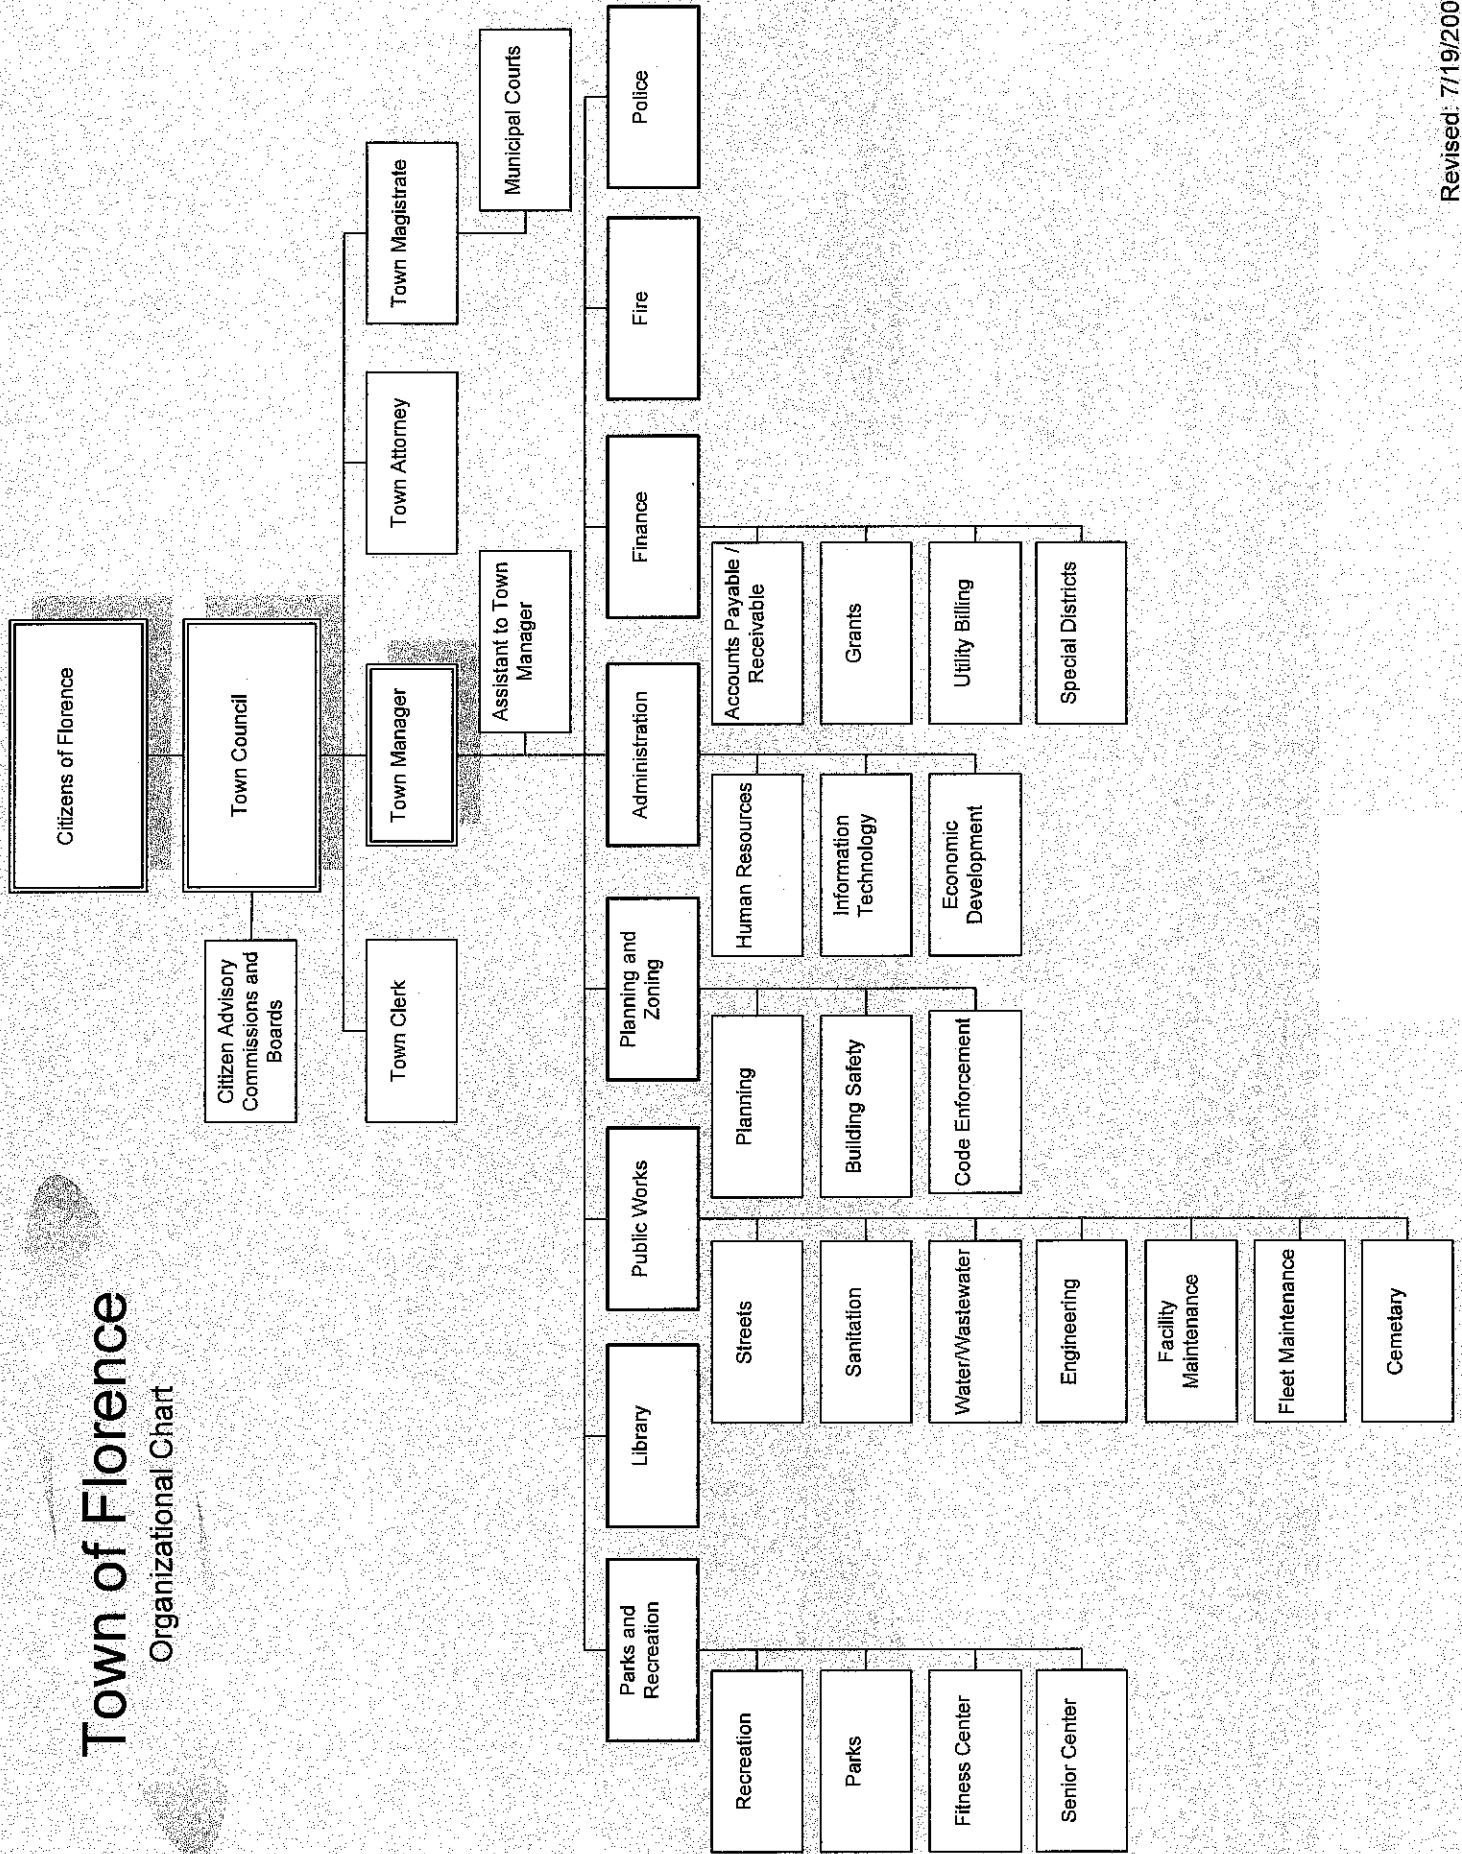 Town of Florence
Organizational Chart
Citizens of Florence
Town Council
Citizen Advisory
Commissions and
Boards
Town Clerk
Town Manager
Town Attorney
Town Magistrate
Assistant to Town
Manager
Municipal Courts
Parks and
Recreation
Library
Public Works
Planning and
Zoning
Administration
Finance
Fire
Police
Recreation
Parks
Fitness Center
Senior Center
Streets
Sanitation
Water/Wastewater
Engineering
Facility
Maintenance
Fleet Maintenance
Cemetary
Planning
Building Safety
Code Enforcement
Human Resources
Information
Technology
Economic
Development
Accounts Payable /
Receivable
Grants
Utility Billing
Special Districts
Revised: 7/19/200